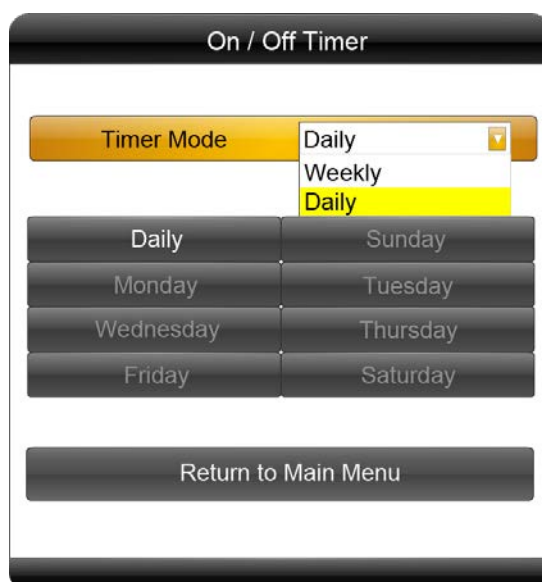 On / Off Timer
Timer Mode Daily
Weekly
Daily
Daily Sunday
Monday Tuesday
Wednesday Thursday
Friday Saturday
Return to Main Menu